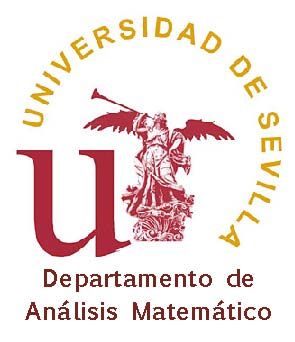 UNIVERSIDAD DE SEVILLA
u
Departamento de
Análisis Matemático